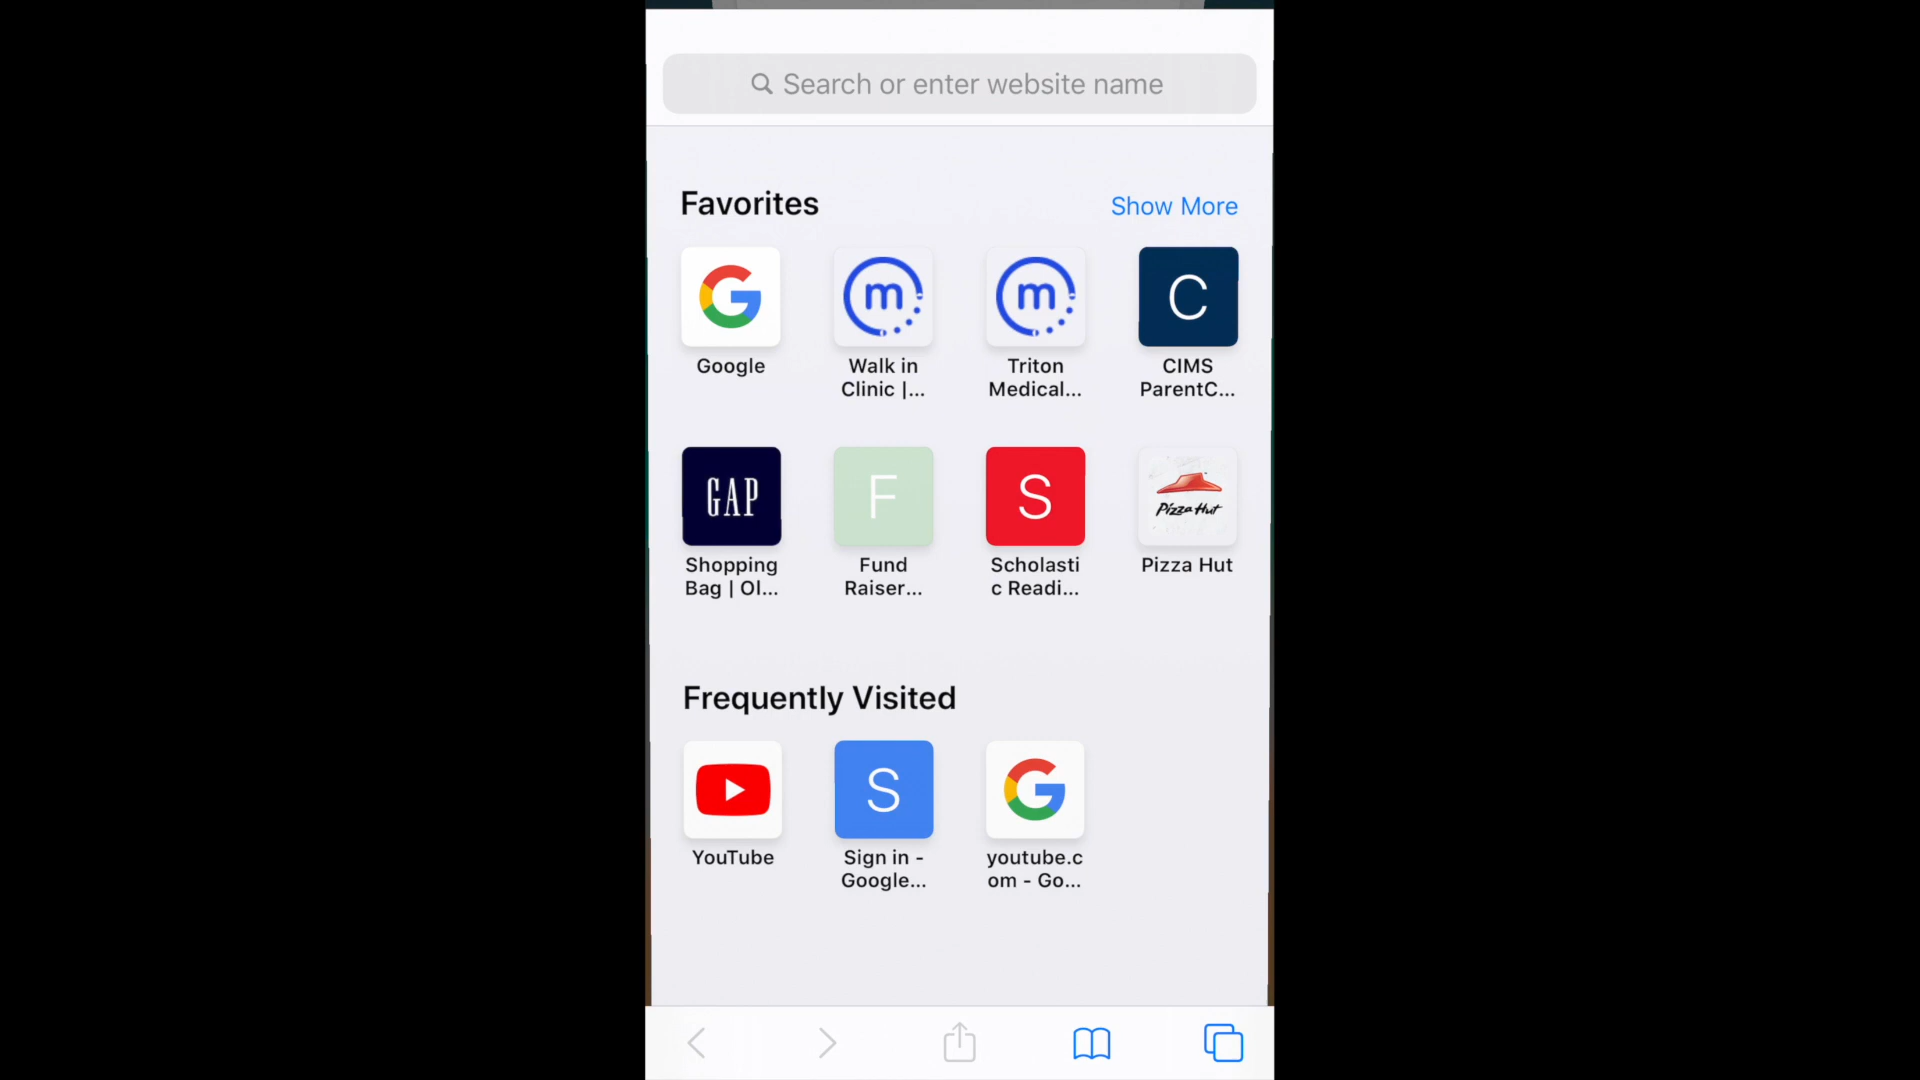 Search or enter website name
Favorites
Show More
m
m
C
Google
Walk in
Clinic |...
Triton
Medical...
CIMS
ParentC...
GAP
F
S
Pizza Hut
Shopping
Bag | Ol...
Fund
Raiser...
Scholasti
c Readi...
Pizza Hut
Frequently Visited
S
YouTube
Sign in -
Google...
youtube.c
om - Go...